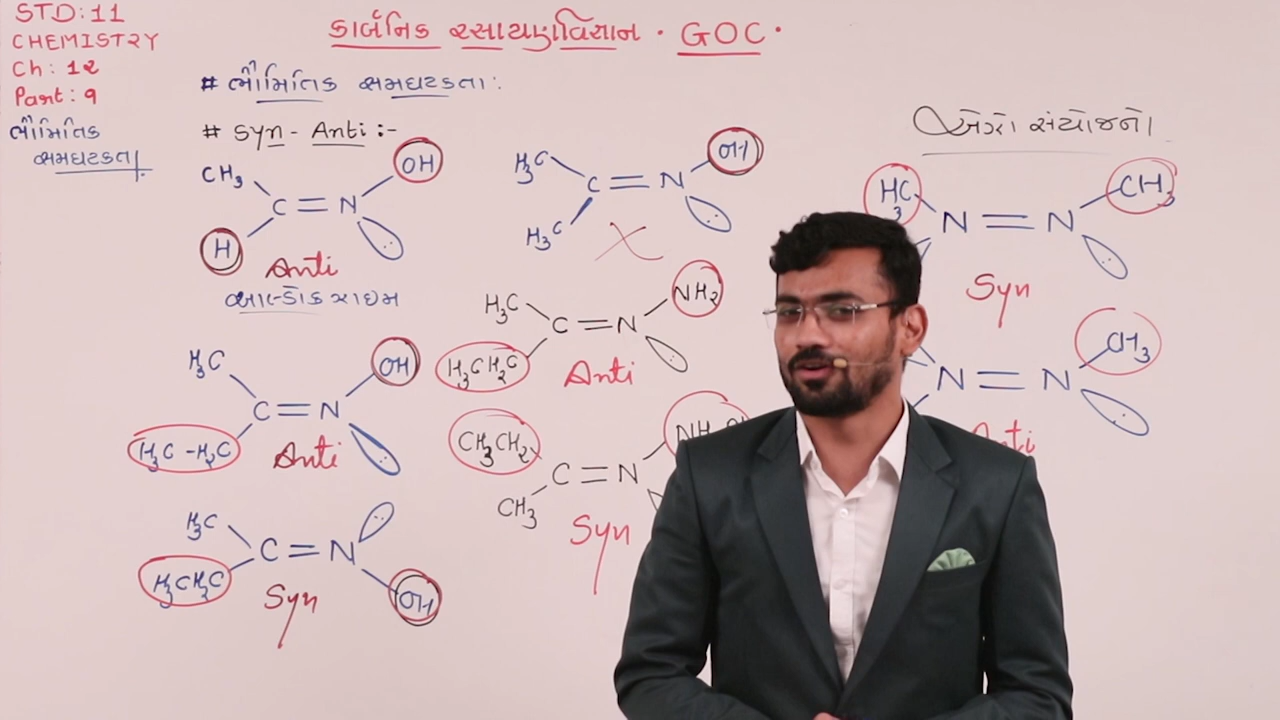 STD:11
CHEMISTRY
Ch: 12
Part: 9
ભૌમિતિક
સમઘટકતા
કાર્બનિક રસાયણવિજ્ઞાન · GOC ·
# ભૌમિતિક સમઘટકતા :
# Syn - Anti :-
CH3
OH
C = N
H
Anti
આલ્ડોક્ઝાઇમ
H3C
OH
C = N
H3C
X
H3C
NH2
C = N
H3CH2C
Anti
H3C
OH
C = N
H3C-H2C
Anti
CH3CH2
C = N
CH3
Syn
H3C
C = N
H3CH2C
OH
Syn
એઝો સંયોજનો
H3C
CH3
N = N
Syn
CH3
N = N